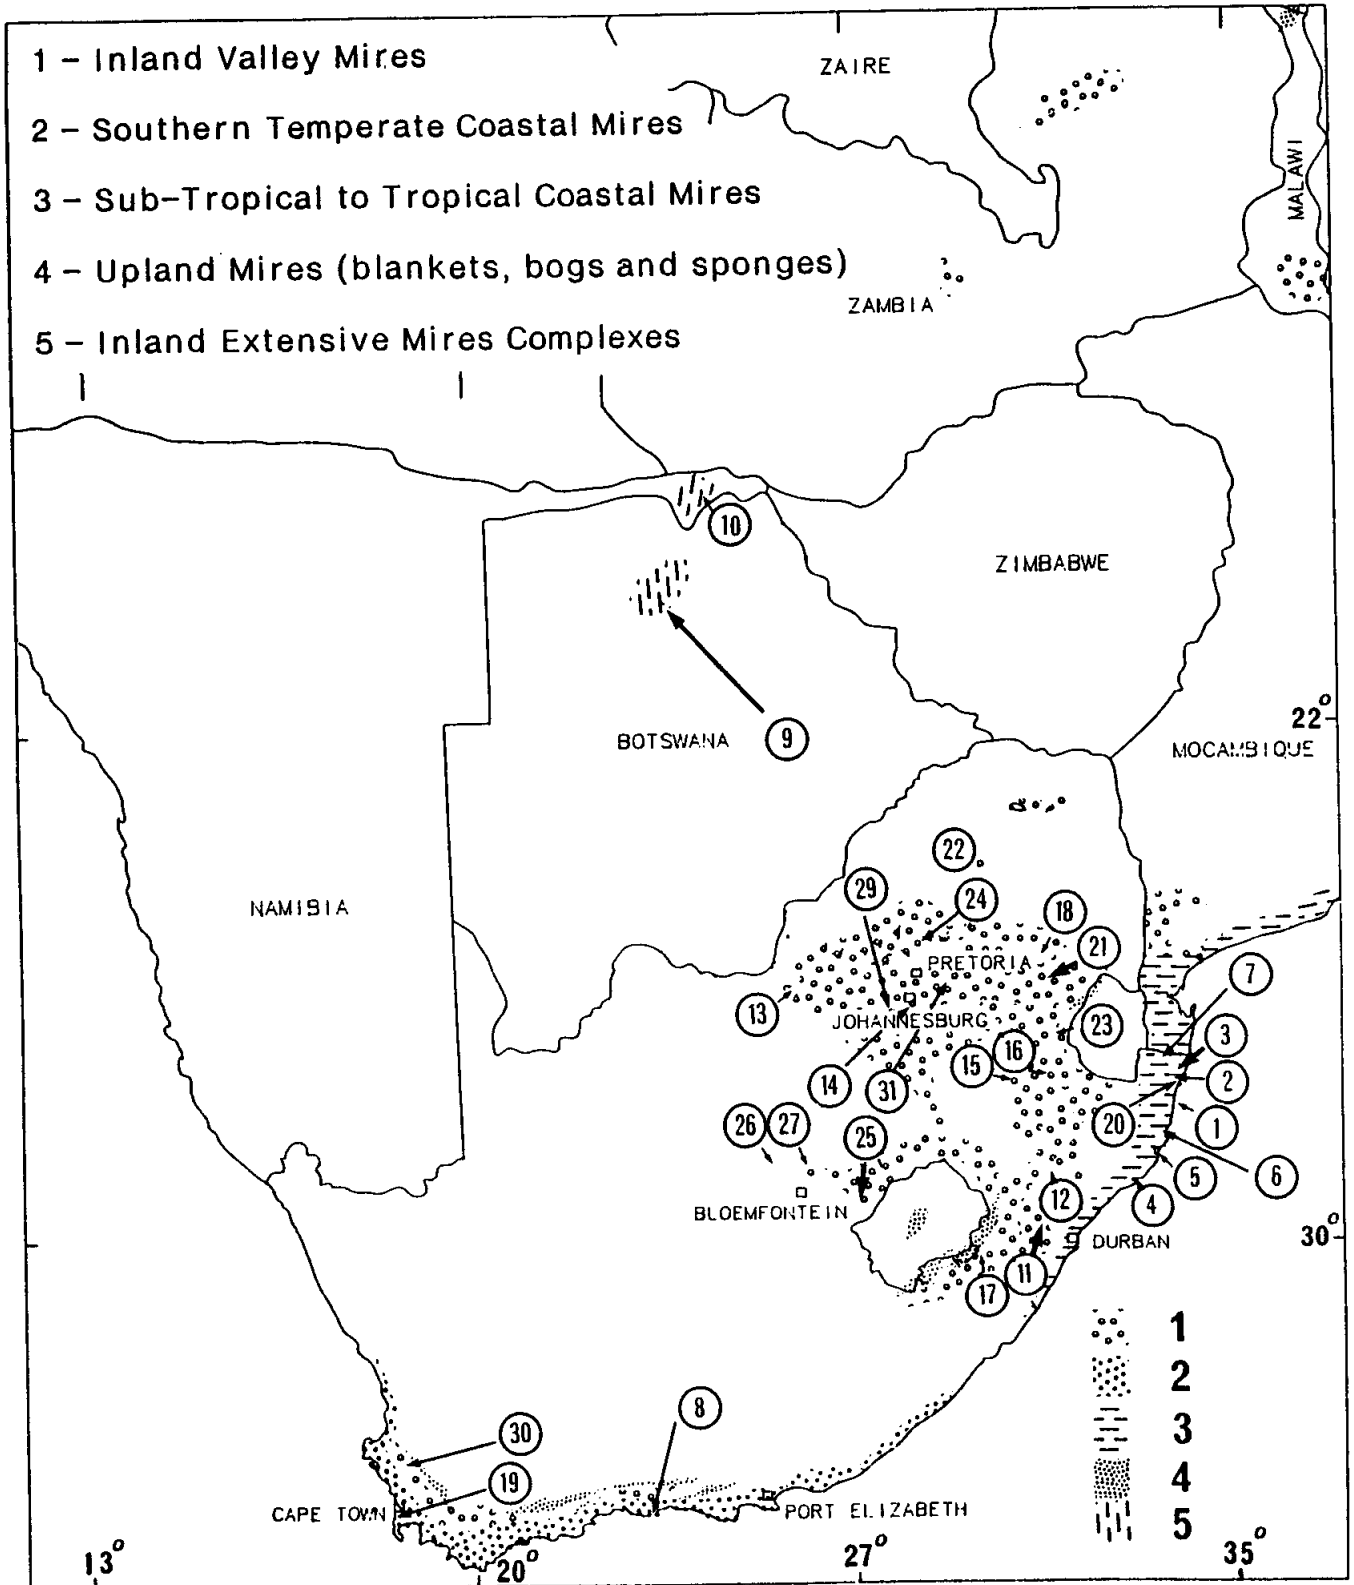 1 – Inland Valley Mires
2 – Southern Temperate Coastal Mires
3 – Sub-Tropical to Tropical Coastal Mires
4 – Upland Mires (blankets, bogs and sponges)
5 – Inland Extensive Mires Complexes
ZAIRE
MALAWI
ZAMBIA
10
ZIMBABWE
22°
9
BOTSWANA
MOCAMBIQUE
22
29
24
18
NAMIBIA
21
PRETORIA
7
13
JOHANNESBURG
23
3
16
15
14
31
2
20
1
26
27
25
5
6
12
4
BLOEMFONTEIN
DURBAN
30°
11
17
1
2
3
4
5
8
30
19
CAPE TOWN
PORT ELIZABETH
13°
20°
27°
35°